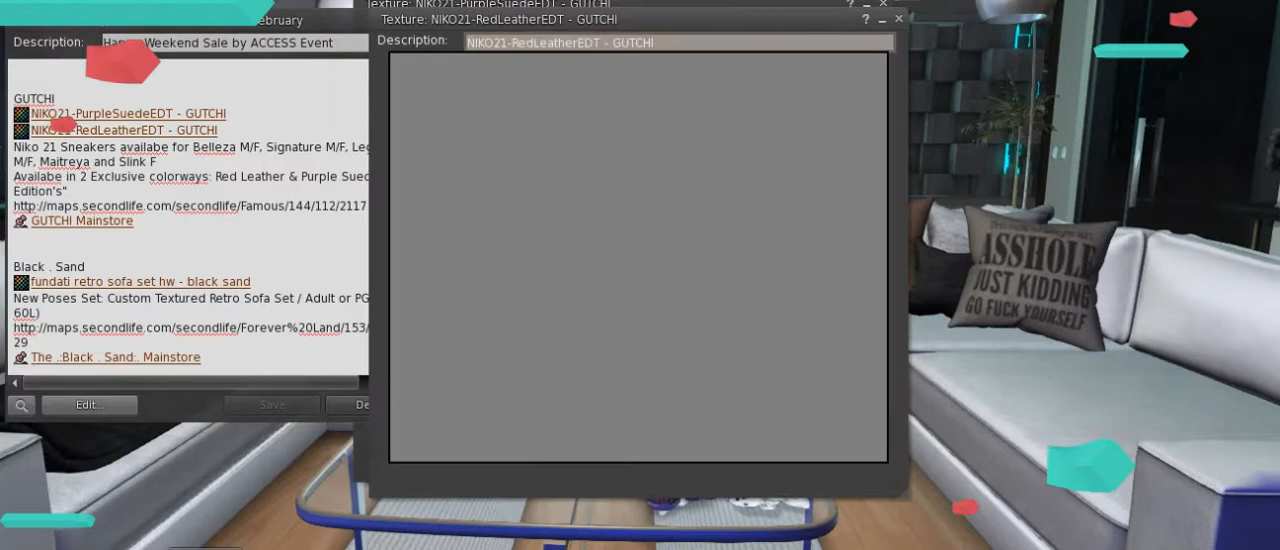 Texture: NIKO21-PurpleSuedeEDT - GUTCHI
Texture: NIKO21-RedLeatherEDT - GUTCHI
Description: NIKO21-RedLeatherEDT - GUTCHI
ebruary
Description: Weekend Sale by ACCESS Event
GUTCHI
NIKO21-PurpleSuedeEDT - GUTCHI
NIKO21-RedLeatherEDT - GUTCHI
Niko 21 Sneakers availabe for Belleza M/F, Signature M/F, Leg
M/F, Maitreya and Slink F
Availabe in 2 Exclusive colorways: Red Leather & Purple Sued
Edition's"
http://maps.secondlife.com/secondlife/Famous/144/112/2117
GUTCHI Mainstore
Black . Sand
fundati retro sofa set hw - black sand
New Poses Set: Custom Textured Retro Sofa Set / Adult or PG
60L)
http://maps.secondlife.com/secondlife/Forever%20Land/153/
29
The .:Black . Sand:. Mainstore
Edit...
Save
De
ASSHOLE
JUST KIDDING
GO FUCK YOURSELF